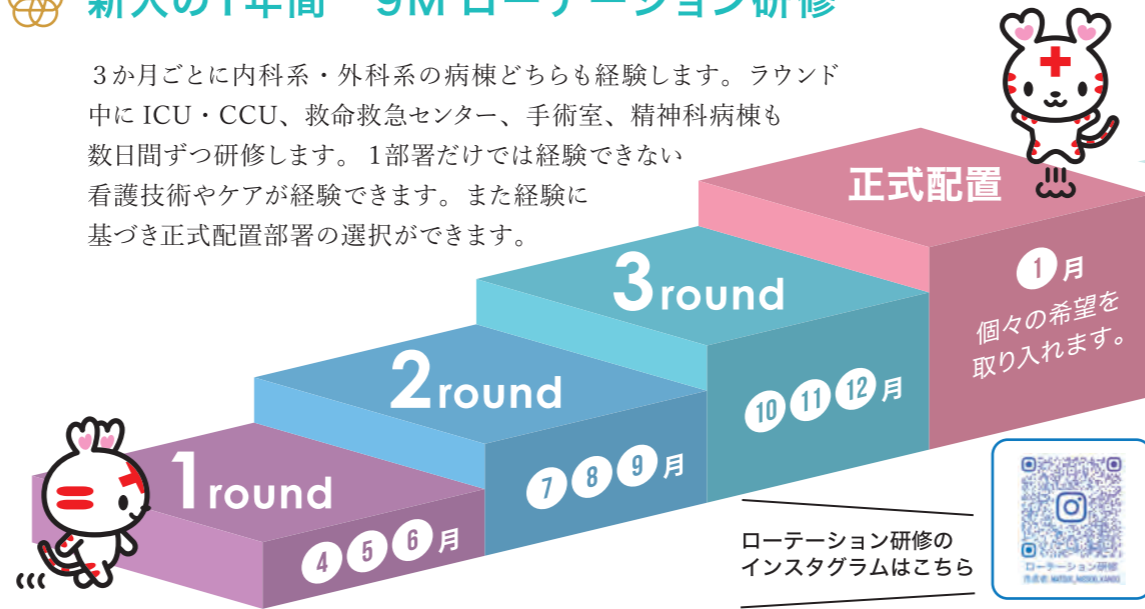 新人の1年間 9M ローテーション研修
3か月ごとに内科系・外科系の病棟どちらも経験します。ラウンド
中に ICU・CCU、救命救急センター、手術室、精神科病棟も
数日間ずつ研修します。1部署だけでは経験できない
看護技術やケアが経験できます。また経験に
基づき正式配置部署の選択ができます。
1 round
4 5 6 月
2 round
7 8 9 月
3 round
10 11 12 月
正式配置
1 月
個々の希望を
取り入れます。
ローテーション研修の
インスタグラムはこちら
ローテーション研修